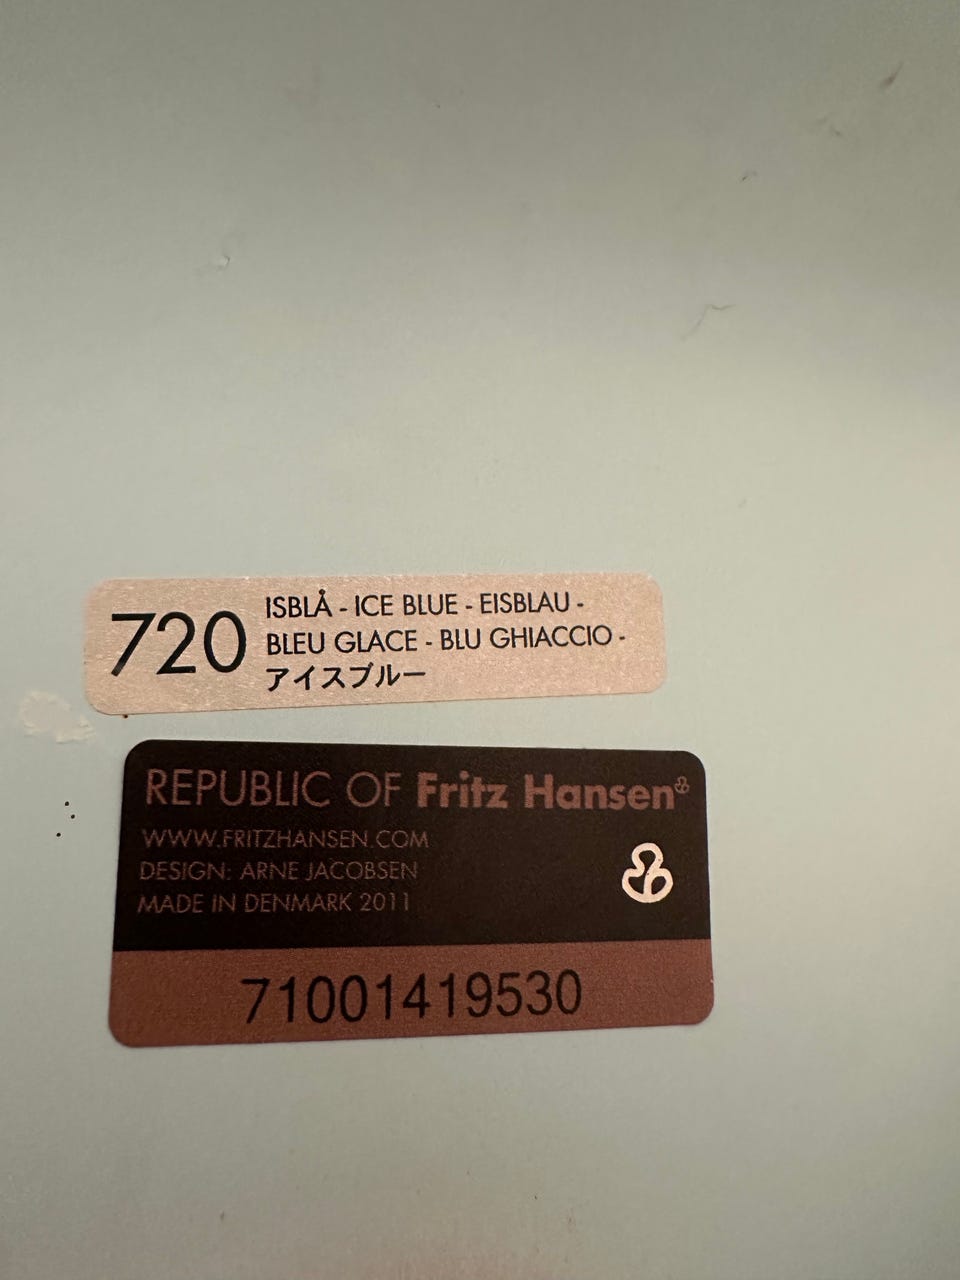 720
ISBLÅ - ICE BLUE - EISBLAU -
BLEU GLACE - BLU GHIACCIO -
アイスブルー
REPUBLIC OF Fritz Hansen
WWW.FRITZHANSEN.COM
DESIGN: ARNE JACOBSEN
MADE IN DENMARK 2011
71001419530